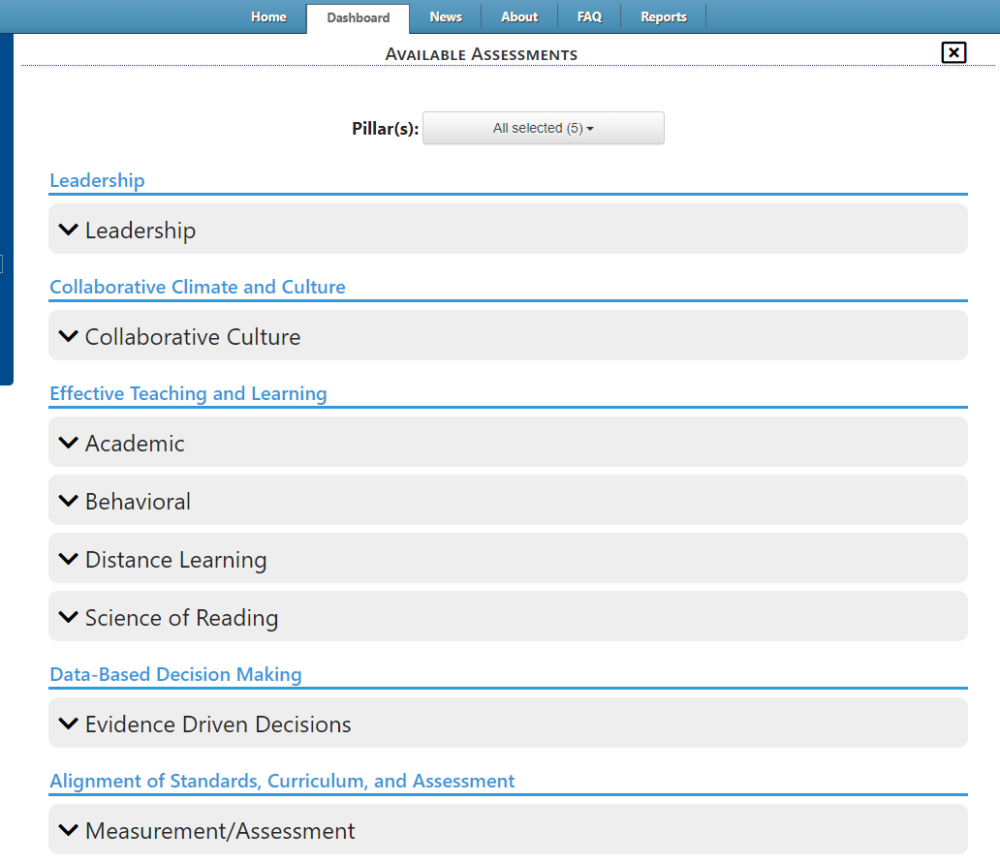 Home Dashboard News About FAQ Reports
Available Assessments
Pillar(s): All selected (5)
Leadership
Leadership
Collaborative Climate and Culture
Collaborative Culture
Effective Teaching and Learning
Academic
Behavioral
Distance Learning
Science of Reading
Data-Based Decision Making
Evidence Driven Decisions
Alignment of Standards, Curriculum, and Assessment
Measurement/Assessment